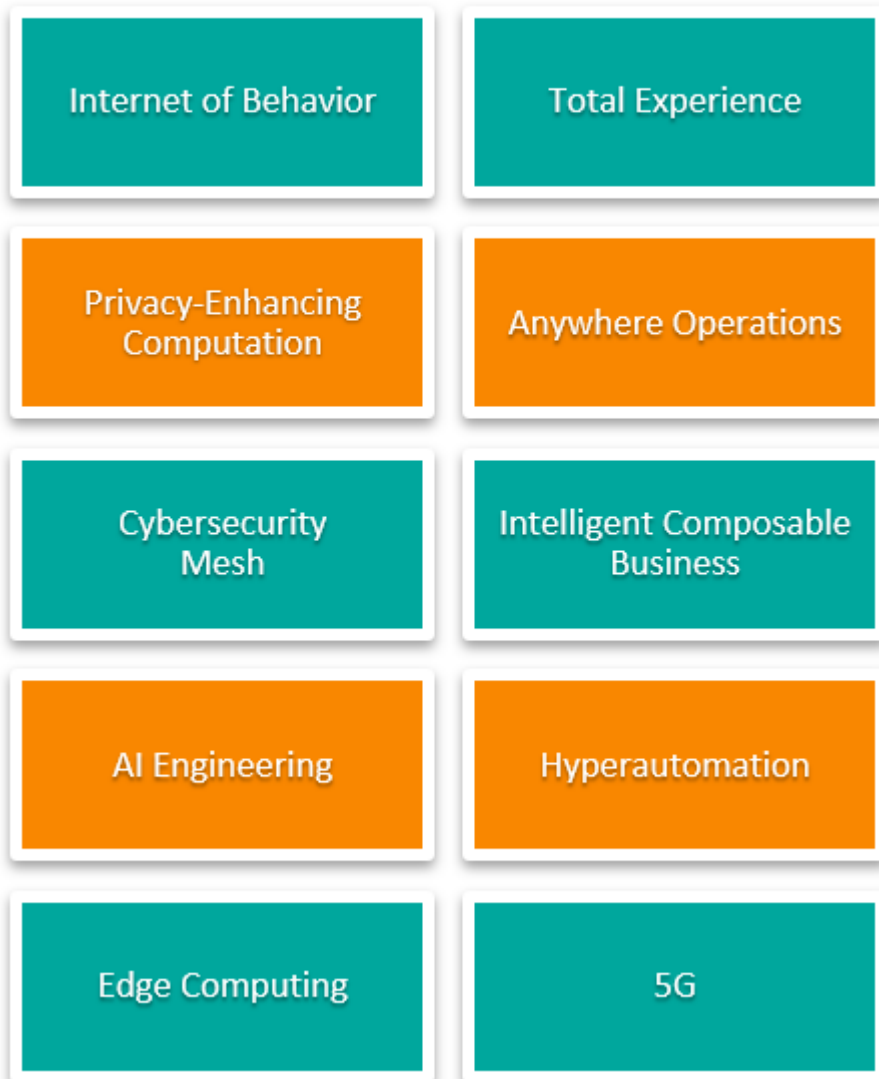 Internet of Behavior
Total Experience
Privacy-Enhancing
Computation
Anywhere Operations
Cybersecurity
Mesh
Intelligent Composable
Business
AI Engineering
Hyperautomation
Edge Computing
5G